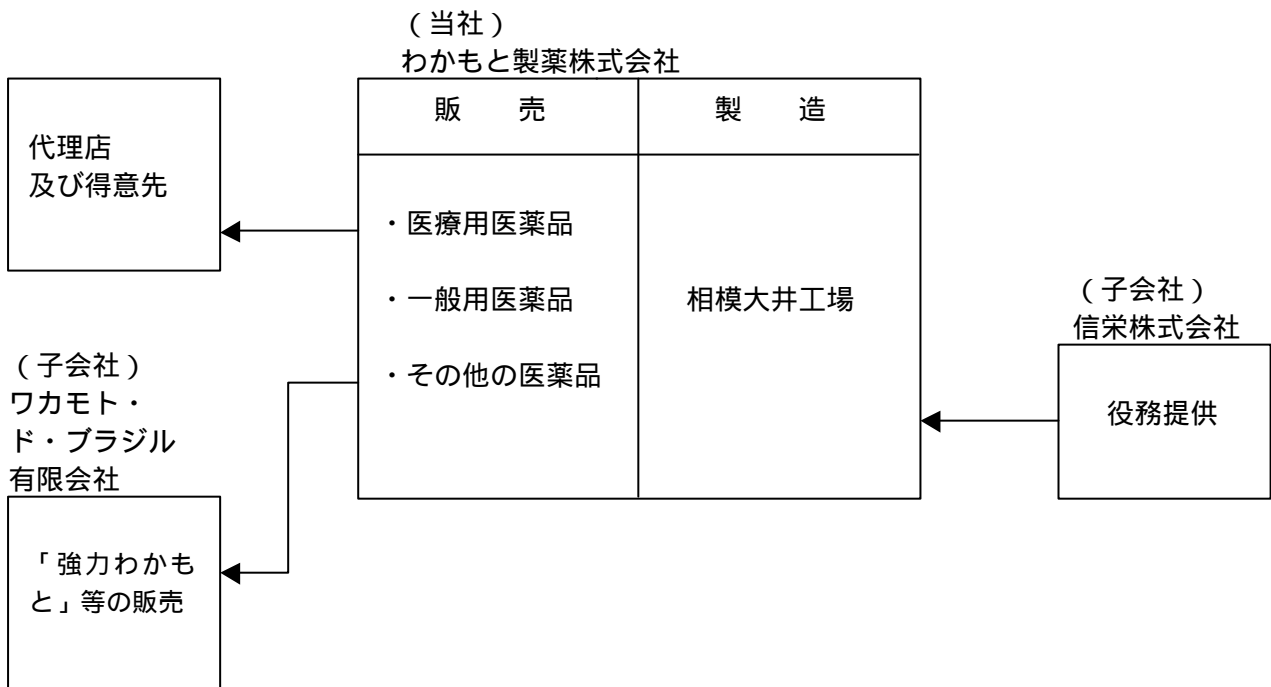 (当社)
わかもと製薬株式会社
販 売
製 造
代理店
及び得意先
・医療用医薬品
・一般用医薬品
・その他の医薬品
相模大井工場
(子会社)
信栄株式会社
役務提供
(子会社)
ワカモト・
ド・ブラジル
有限会社
「強力わかも
と」等の販売